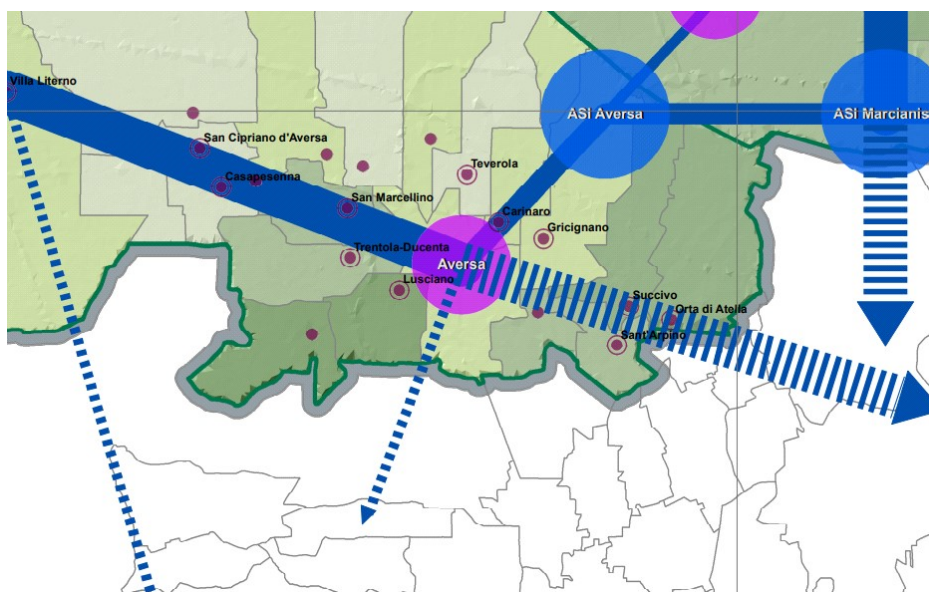 Villa Literno
ASI Aversa
ASI Marcianis
San Cipriano d'Aversa
Teverola
Casapesenna
San Marcellino
Carinaro
Gricignano
Trentola-Ducenta
Aversa
Lusciano
Succivo
Orta di Atella
Sant'Arpino